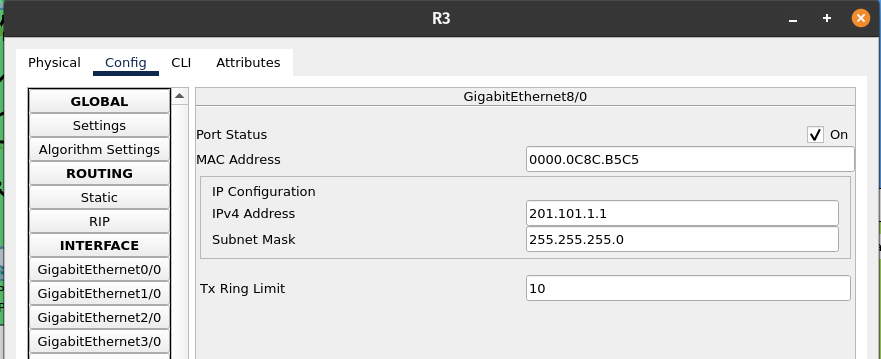 R3
Physical Config CLI Attributes
GLOBAL
Settings
Algorithm Settings
ROUTING
Static
RIP
INTERFACE
GigabitEthernet0/0
GigabitEthernet1/0
GigabitEthernet2/0
GigabitEthernet3/0
GigabitEthernet8/0
Port Status On
MAC Address 0000.0C8C.B5C5
IP Configuration
IPv4 Address 201.101.1.1
Subnet Mask 255.255.255.0
Tx Ring Limit 10